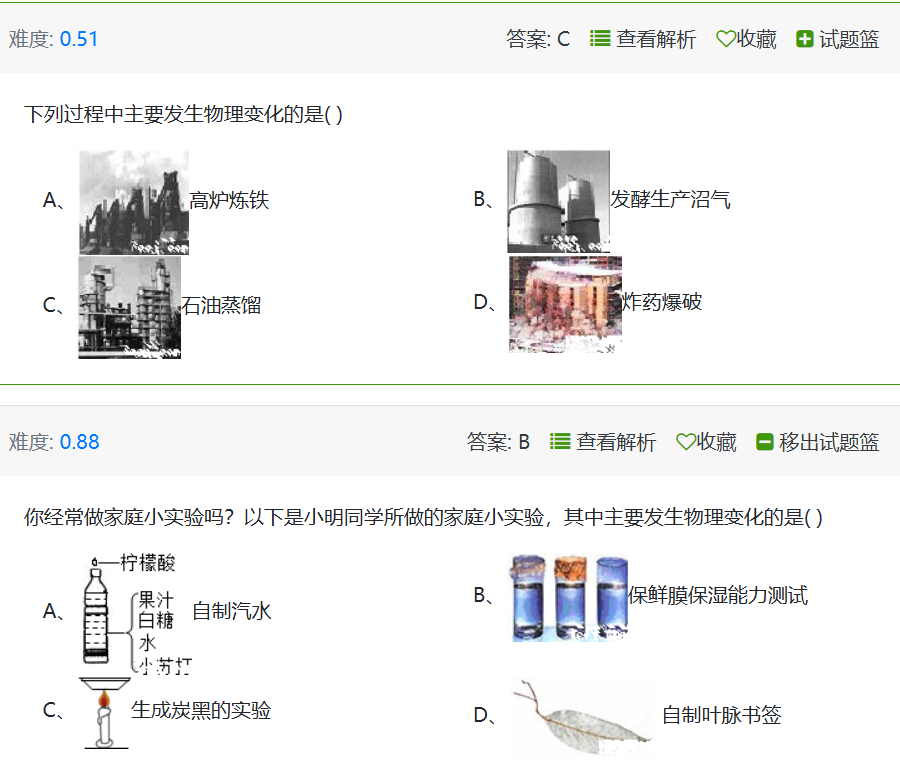 难度: 0.51 答案: C 查看解析 收藏 试题篮
下列过程中主要发生物理变化的是( )
A、 高炉炼铁 B、 发酵生产沼气
C、 石油蒸馏 D、 炸药爆破
难度: 0.88 答案: B 查看解析 收藏 移出试题篮
你经常做家庭小实验吗？以下是小明同学所做的家庭小实验，其中主要发生物理变化的是( )
柠檬酸
果汁
白糖
水
小苏打
A、 自制汽水 B、 保鲜膜保湿能力测试
C、 生成炭黑的实验 D、 自制叶脉书签